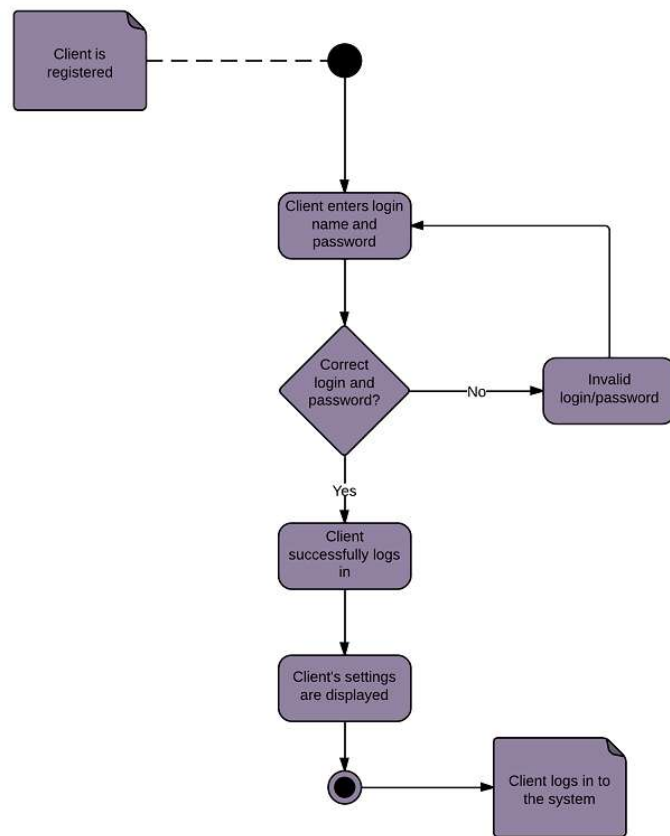 Client is
registered
Client enters login
name and
password
Correct
login and
password?
No
Invalid
login/password
Yes
Client
successfully logs
in
Client's settings
are displayed
Client logs in to
the system